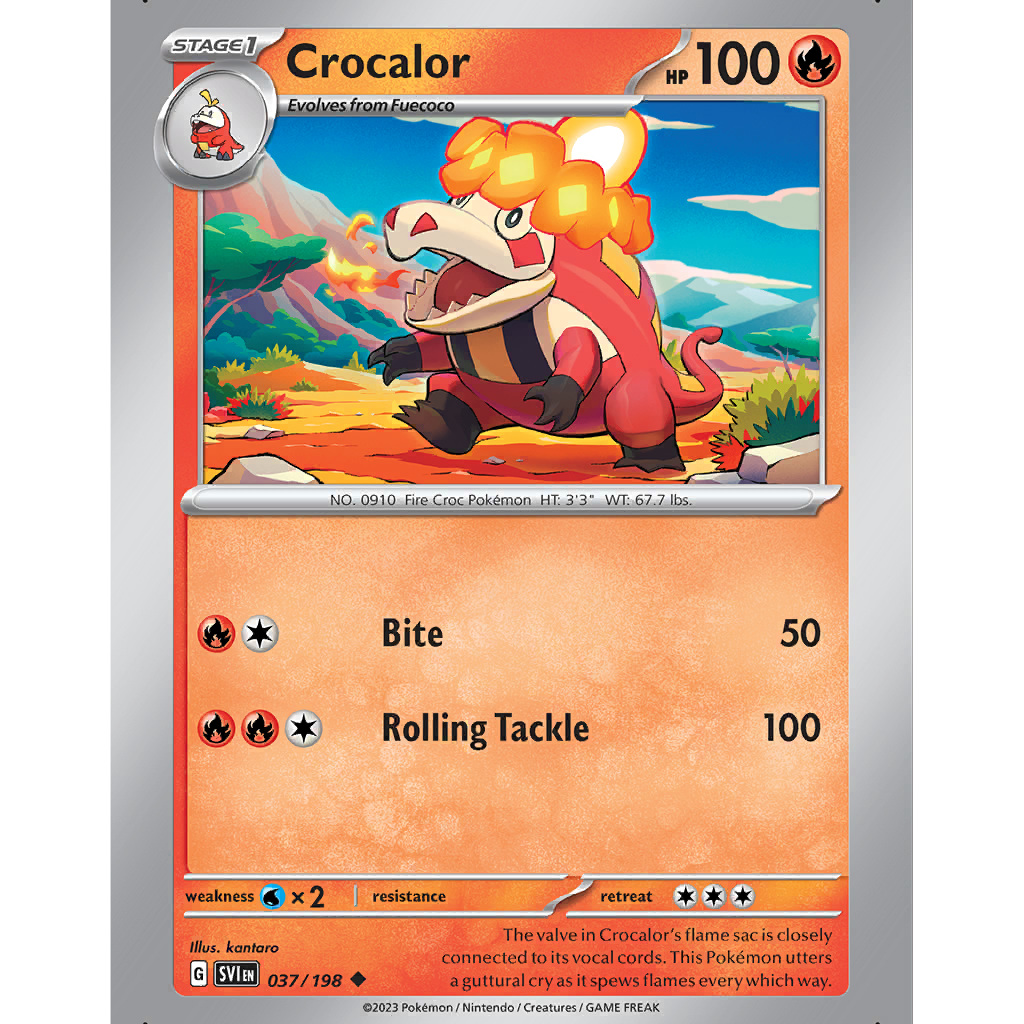 STAGE1
Crocalor
HP 100
Evolves from Fuecoco
NO. 0910 Fire Croc Pokémon HT: 3'3" WT: 67.7 lbs.
Bite 50
Rolling Tackle 100
weakness ×2 resistance retreat
Illus. kantaro
The valve in Crocalor's flame sac is closely
connected to its vocal cords. This Pokémon utters
a guttural cry as it spews flames every which way.
G SVI EN 037/198
©2023 Pokémon / Nintendo / Creatures / GAME FREAK